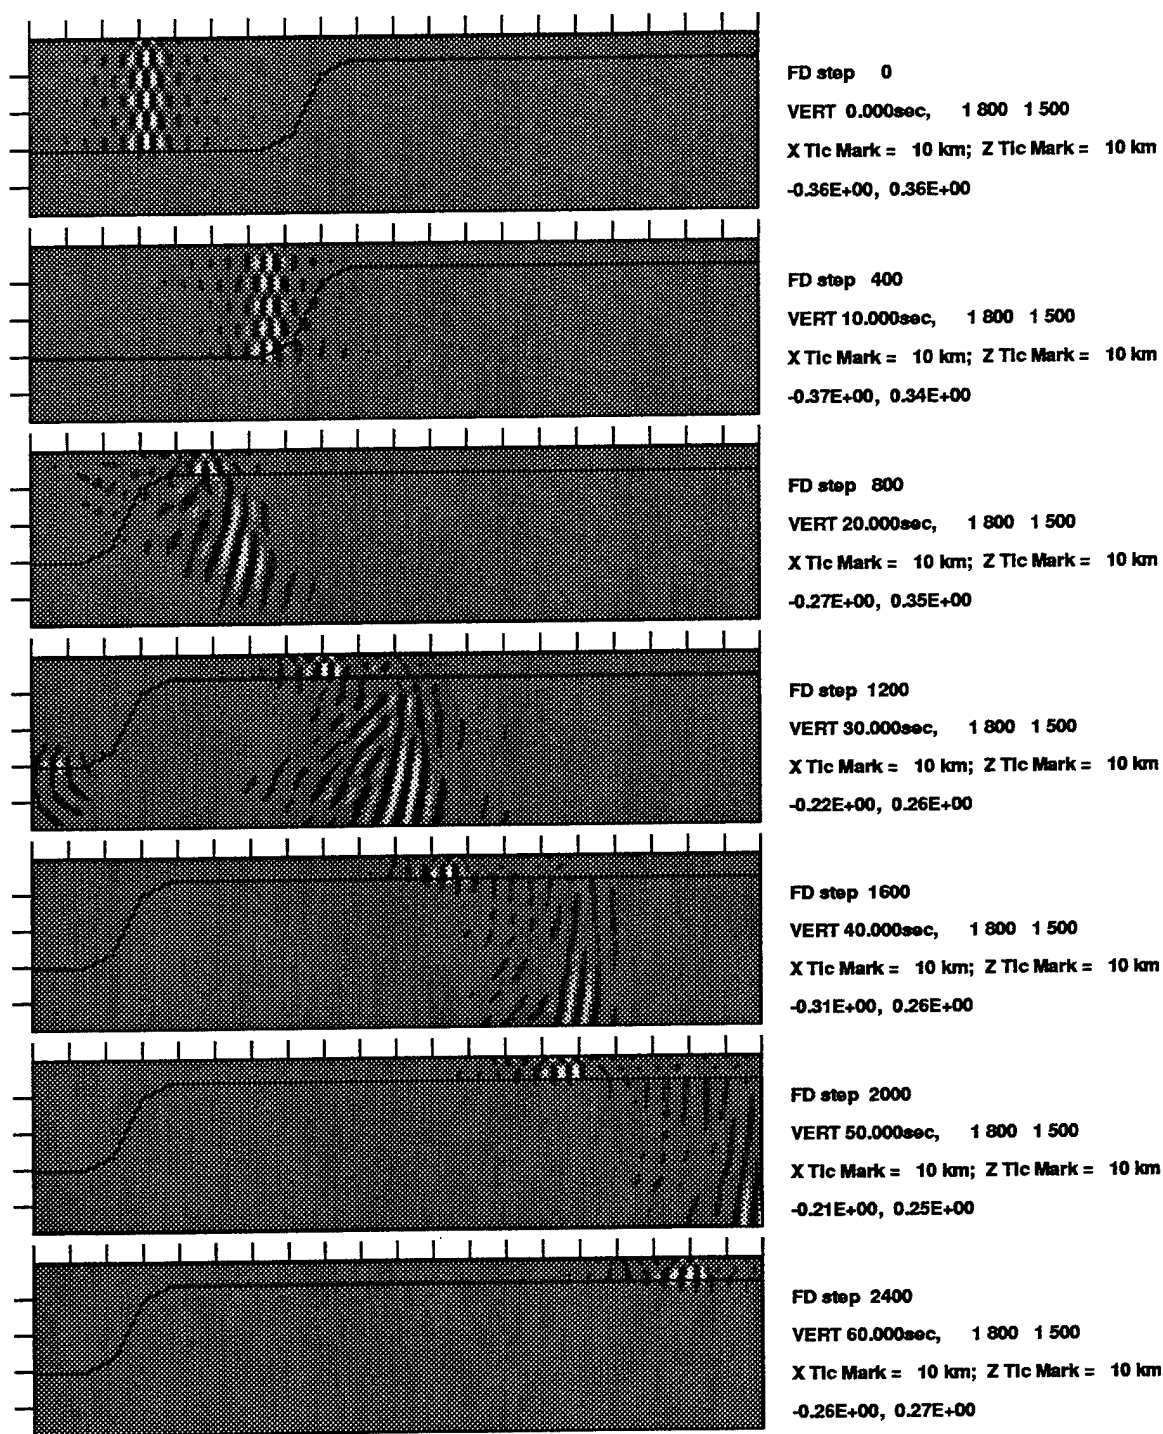 FD step 0
VERT 0.000sec, 1 800 1 500
X Tic Mark = 10 km; Z Tic Mark = 10 km
-0.36E+00, 0.36E+00
FD step 400
VERT 10.000sec, 1 800 1 500
X Tic Mark = 10 km; Z Tic Mark = 10 km
-0.37E+00, 0.34E+00
FD step 800
VERT 20.000sec, 1 800 1 500
X Tic Mark = 10 km; Z Tic Mark = 10 km
-0.27E+00, 0.35E+00
FD step 1200
VERT 30.000sec, 1 800 1 500
X Tic Mark = 10 km; Z Tic Mark = 10 km
-0.22E+00, 0.26E+00
FD step 1600
VERT 40.000sec, 1 800 1 500
X Tic Mark = 10 km; Z Tic Mark = 10 km
-0.31E+00, 0.26E+00
FD step 2000
VERT 50.000sec, 1 800 1 500
X Tic Mark = 10 km; Z Tic Mark = 10 km
-0.21E+00, 0.25E+00
FD step 2400
VERT 60.000sec, 1 800 1 500
X Tic Mark = 10 km; Z Tic Mark = 10 km
-0.26E+00, 0.27E+00